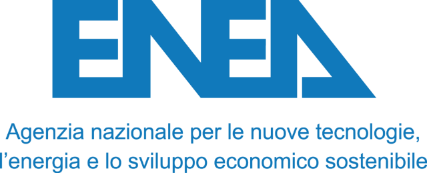 ENEA
Agenzia nazionale per le nuove tecnologie,
l'energia e lo sviluppo economico sostenibile